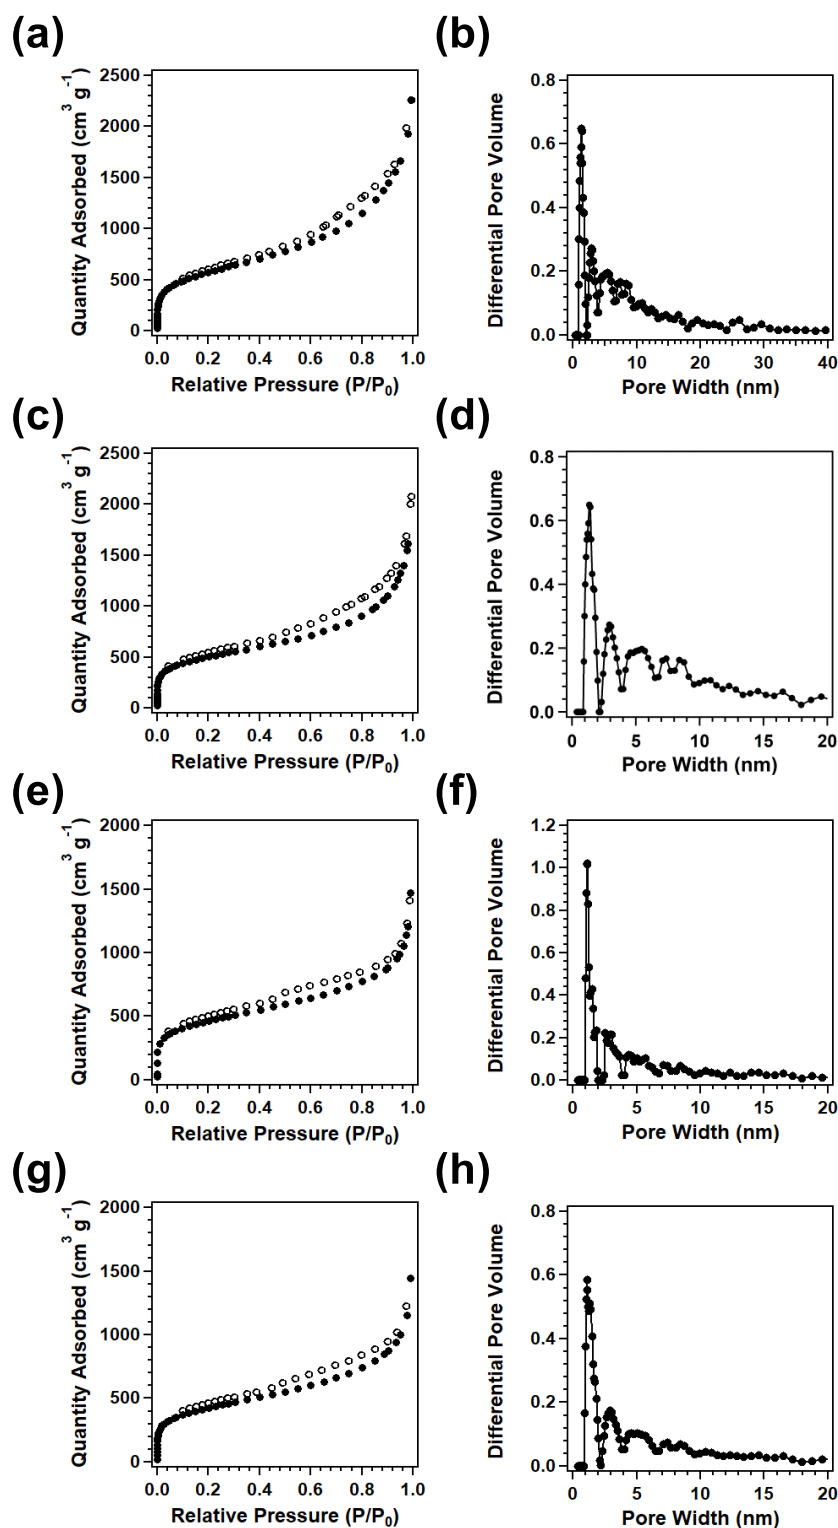 (a)
(b)
2500
2000
1500
1000
500
0
Quantity Adsorbed (cm³ g⁻¹)
0.0 0.2 0.4 0.6 0.8 1.0
Relative Pressure (P/P₀)
0.8
0.6
0.4
0.2
0.0
Differential Pore Volume
0 10 20 30 40
Pore Width (nm)
(c)
(d)
2500
2000
1500
1000
500
0
Quantity Adsorbed (cm³ g⁻¹)
0.0 0.2 0.4 0.6 0.8 1.0
Relative Pressure (P/P₀)
0.8
0.6
0.4
0.2
0.0
Differential Pore Volume
0 5 10 15 20
Pore Width (nm)
(e)
(f)
2000
1500
1000
500
0
Quantity Adsorbed (cm³ g⁻¹)
0.0 0.2 0.4 0.6 0.8 1.0
Relative Pressure (P/P₀)
1.2
1.0
0.8
0.6
0.4
0.2
0.0
Differential Pore Volume
0 5 10 15 20
Pore Width (nm)
(g)
(h)
2000
1500
1000
500
0
Quantity Adsorbed (cm³ g⁻¹)
0.0 0.2 0.4 0.6 0.8 1.0
Relative Pressure (P/P₀)
0.8
0.6
0.4
0.2
0.0
Differential Pore Volume
0 5 10 15 20
Pore Width (nm)